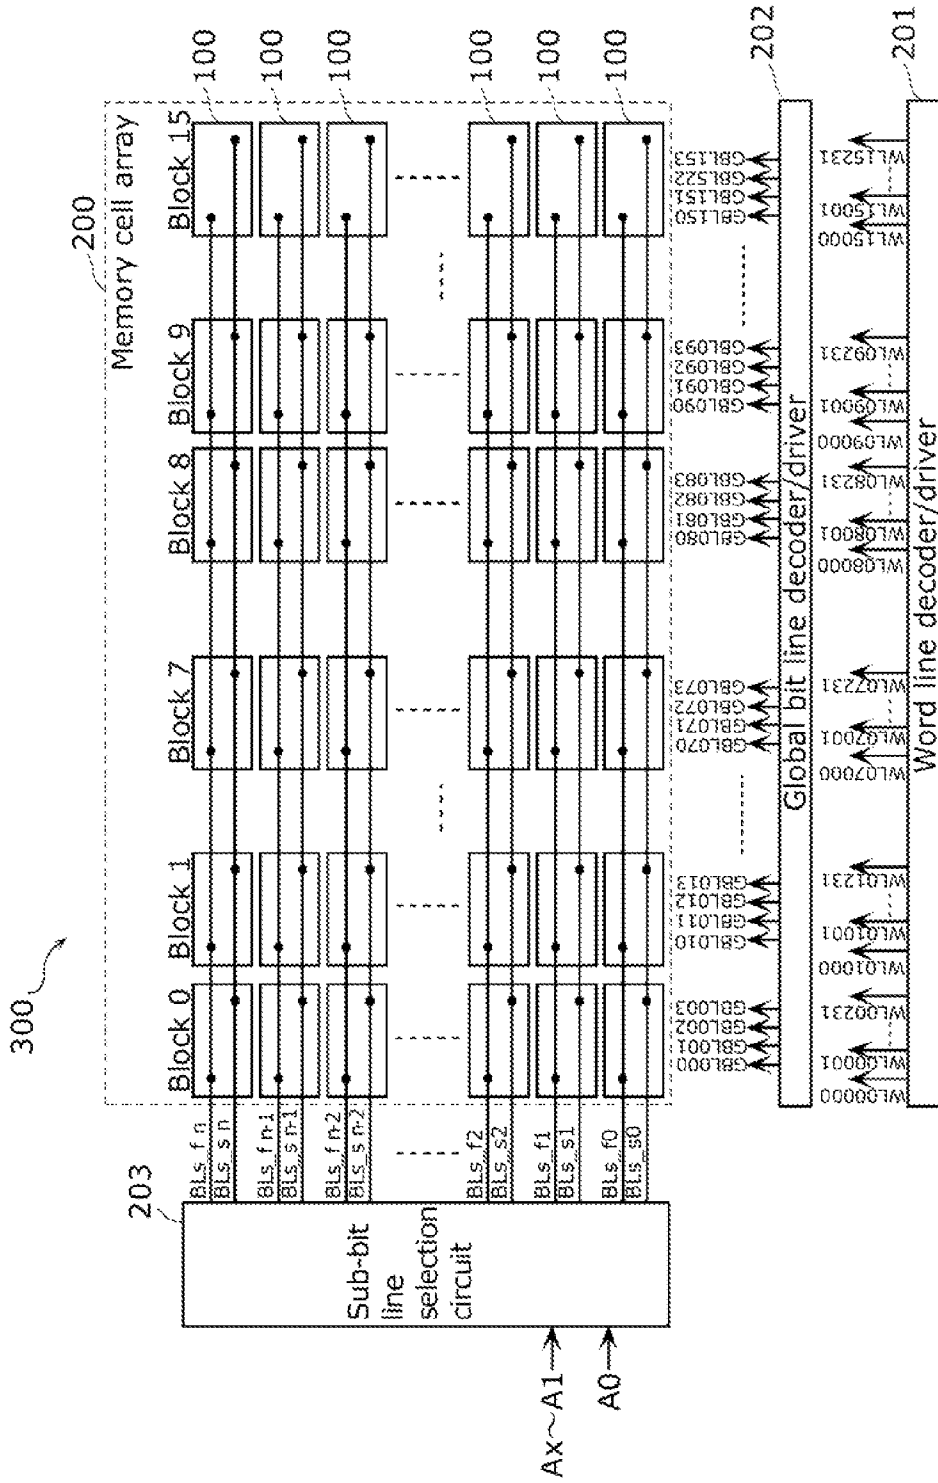 300
200
Memory cell array
Block 0
Block 1
Block 7
Block 8
Block 9
Block 15
100
100
100
100
100
100
203
Sub-bit
line
selection
circuit
BLs_f n
BLs_s n
BLs_f n-1
BLs_s n-1
BLs_f n-2
BLs_s n-2
BLs_f2
BLs_s2
BLs_f1
BLs_s1
BLs_f0
BLs_s0
Ax~A1
A0
GBL000
GBL001
GBL002
GBL003
GBL010
GBL011
GBL012
GBL013
GBL070
GBL071
GBL072
GBL073
GBL080
GBL081
GBL082
GBL083
GBL090
GBL091
GBL092
GBL093
GBL150
GBL151
GBL522
GBL153
Global bit line decoder/driver
202
WL00000
WL00001
WL00231
WL01000
WL01001
WL01231
WL07000
WL07001
WL07231
WL08000
WL08001
WL08231
WL09000
WL09001
WL09231
WL15000
WL15001
WL15231
Word line decoder/driver
201